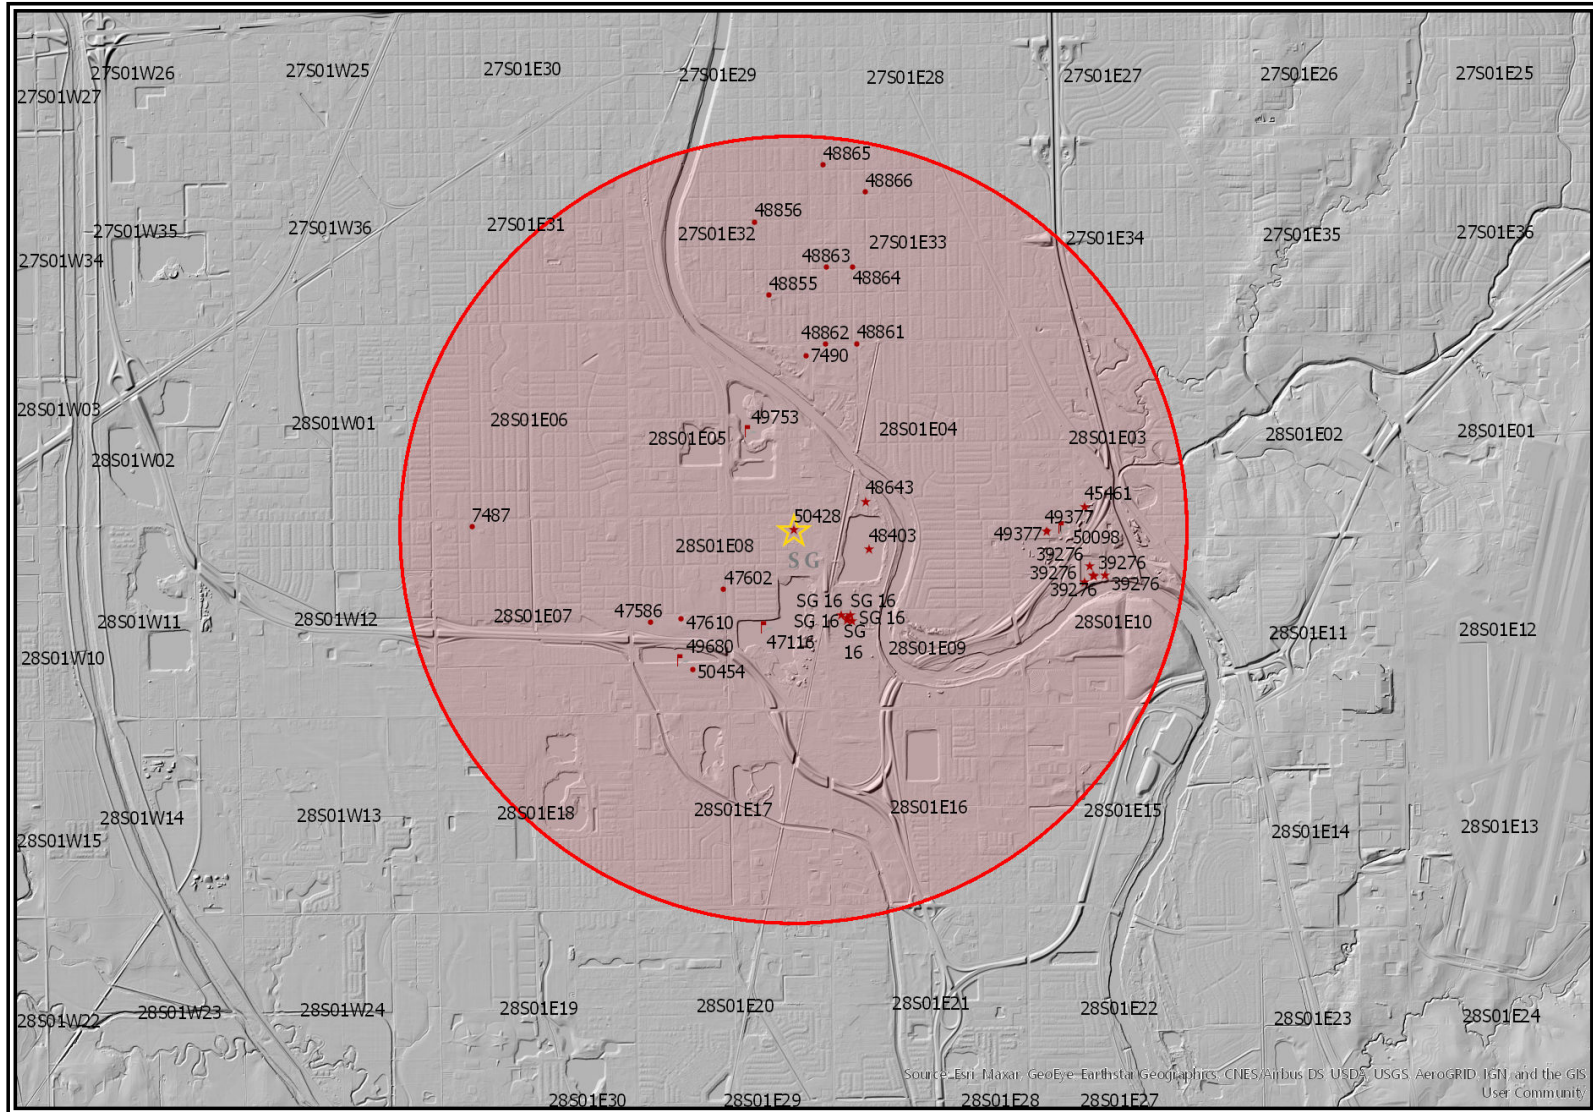 27S01W26
27S01W25
27S01E30
27S01E29
27S01E28
27S01E27
27S01E26
27S01E25
27S01W27
48865
48866
48856
27S01W35
27S01W36
27S01E31
27S01E32
27S01E33
27S01E34
27S01E35
27S01E36
27S01W34
48863
48864
48855
48862
48861
7490
28S01W03
28S01W01
28S01E06
49753
28S01E05
28S01E04
28S01E03
28S01E02
28S01E01
28S01W02
48643
45461
7487
50428
49377
49377
50098
48403
28S01E08
S G
39276
39276
39276
39276
39276
47602
SG 16
SG 16
47586
47610
SG 16
SG 16
SG
16
28S01W11
28S01W12
28S01E07
47116
16
28S01E09
28S01E10
28S01E11
28S01E12
49680
28S01W10
50454
28S01W14
28S01W13
28S01E18
28S01E17
28S01E16
28S01E15
28S01E14
28S01E13
28S01W15
28S01W22
28S01W23
28S01W24
28S01E19
28S01E20
28S01E21
28S01E22
28S01E23
28S01E24
Source: Esri, Maxar, GeoEye, Earthstar Geographics, CNES/Airbus DS, USDA, USGS, AeroGRID, IGN, and the GIS
User Community
28S01E30
28S01E29
28S01E28
28S01E27